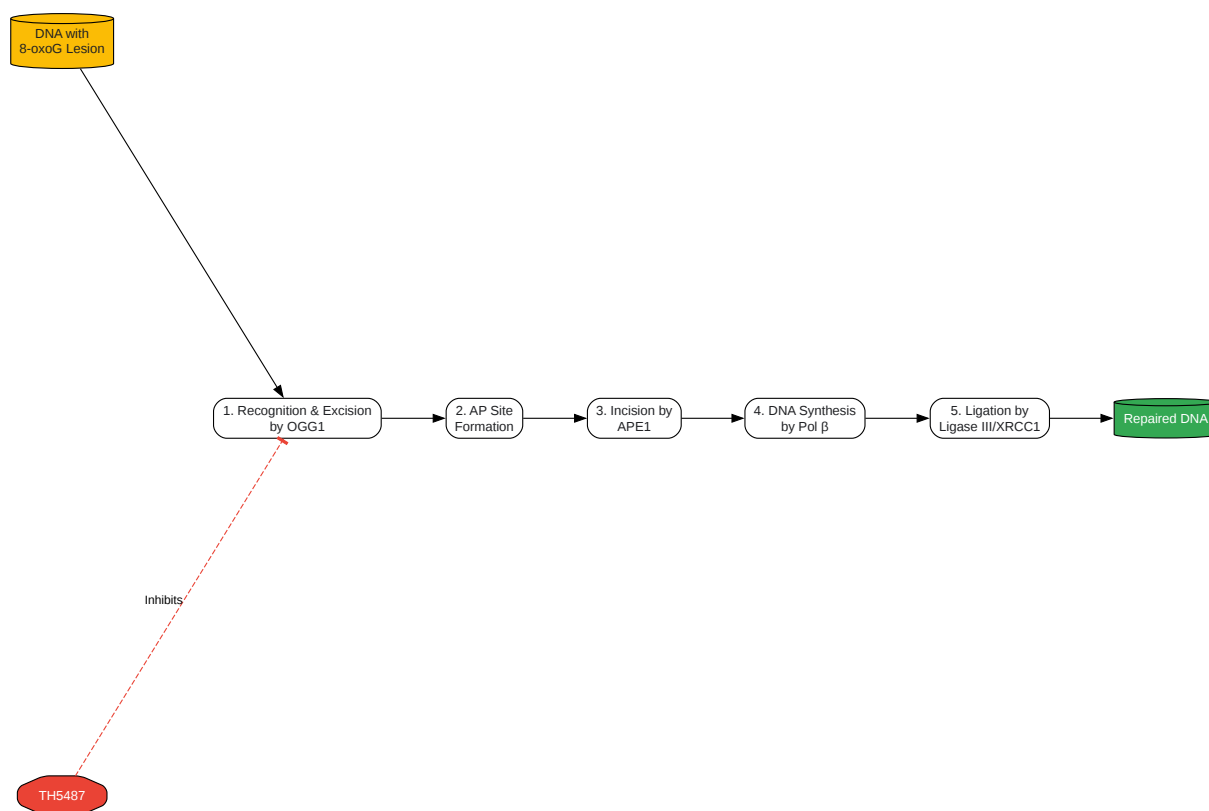 DNA with
8-oxoG Lesion
1. Recognition & Excision
by OGG1
2. AP Site
Formation
3. Incision by
APE1
4. DNA Synthesis
by Pol β
5. Ligation by
Ligase III/XRCC1
Repaired DNA
Inhibits
TH5487